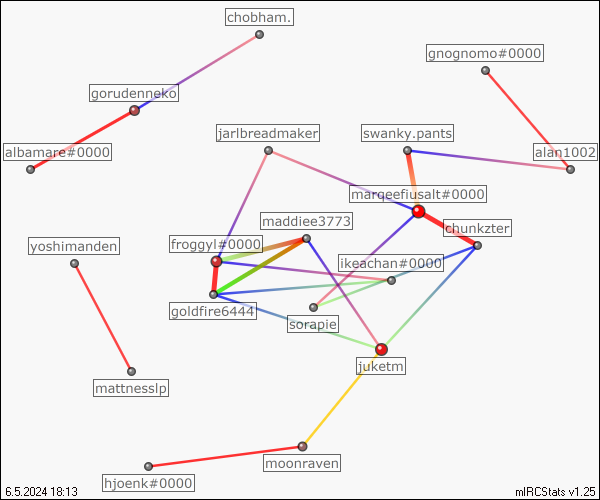 chobham.
gnognomo#0000
gorudenneko
jarlbreadmaker
swanky.pants
albamare#0000
alan1002
marqeefiusalt#0000
maddiee3773
chunkzter
yoshimanden
froggyl#0000
ikeachan#0000
goldfire6444
sorapie
juketm
mattnesslp
moonraven
hjoenk#0000
6.5.2024 18:13
mIRCStats v1.25